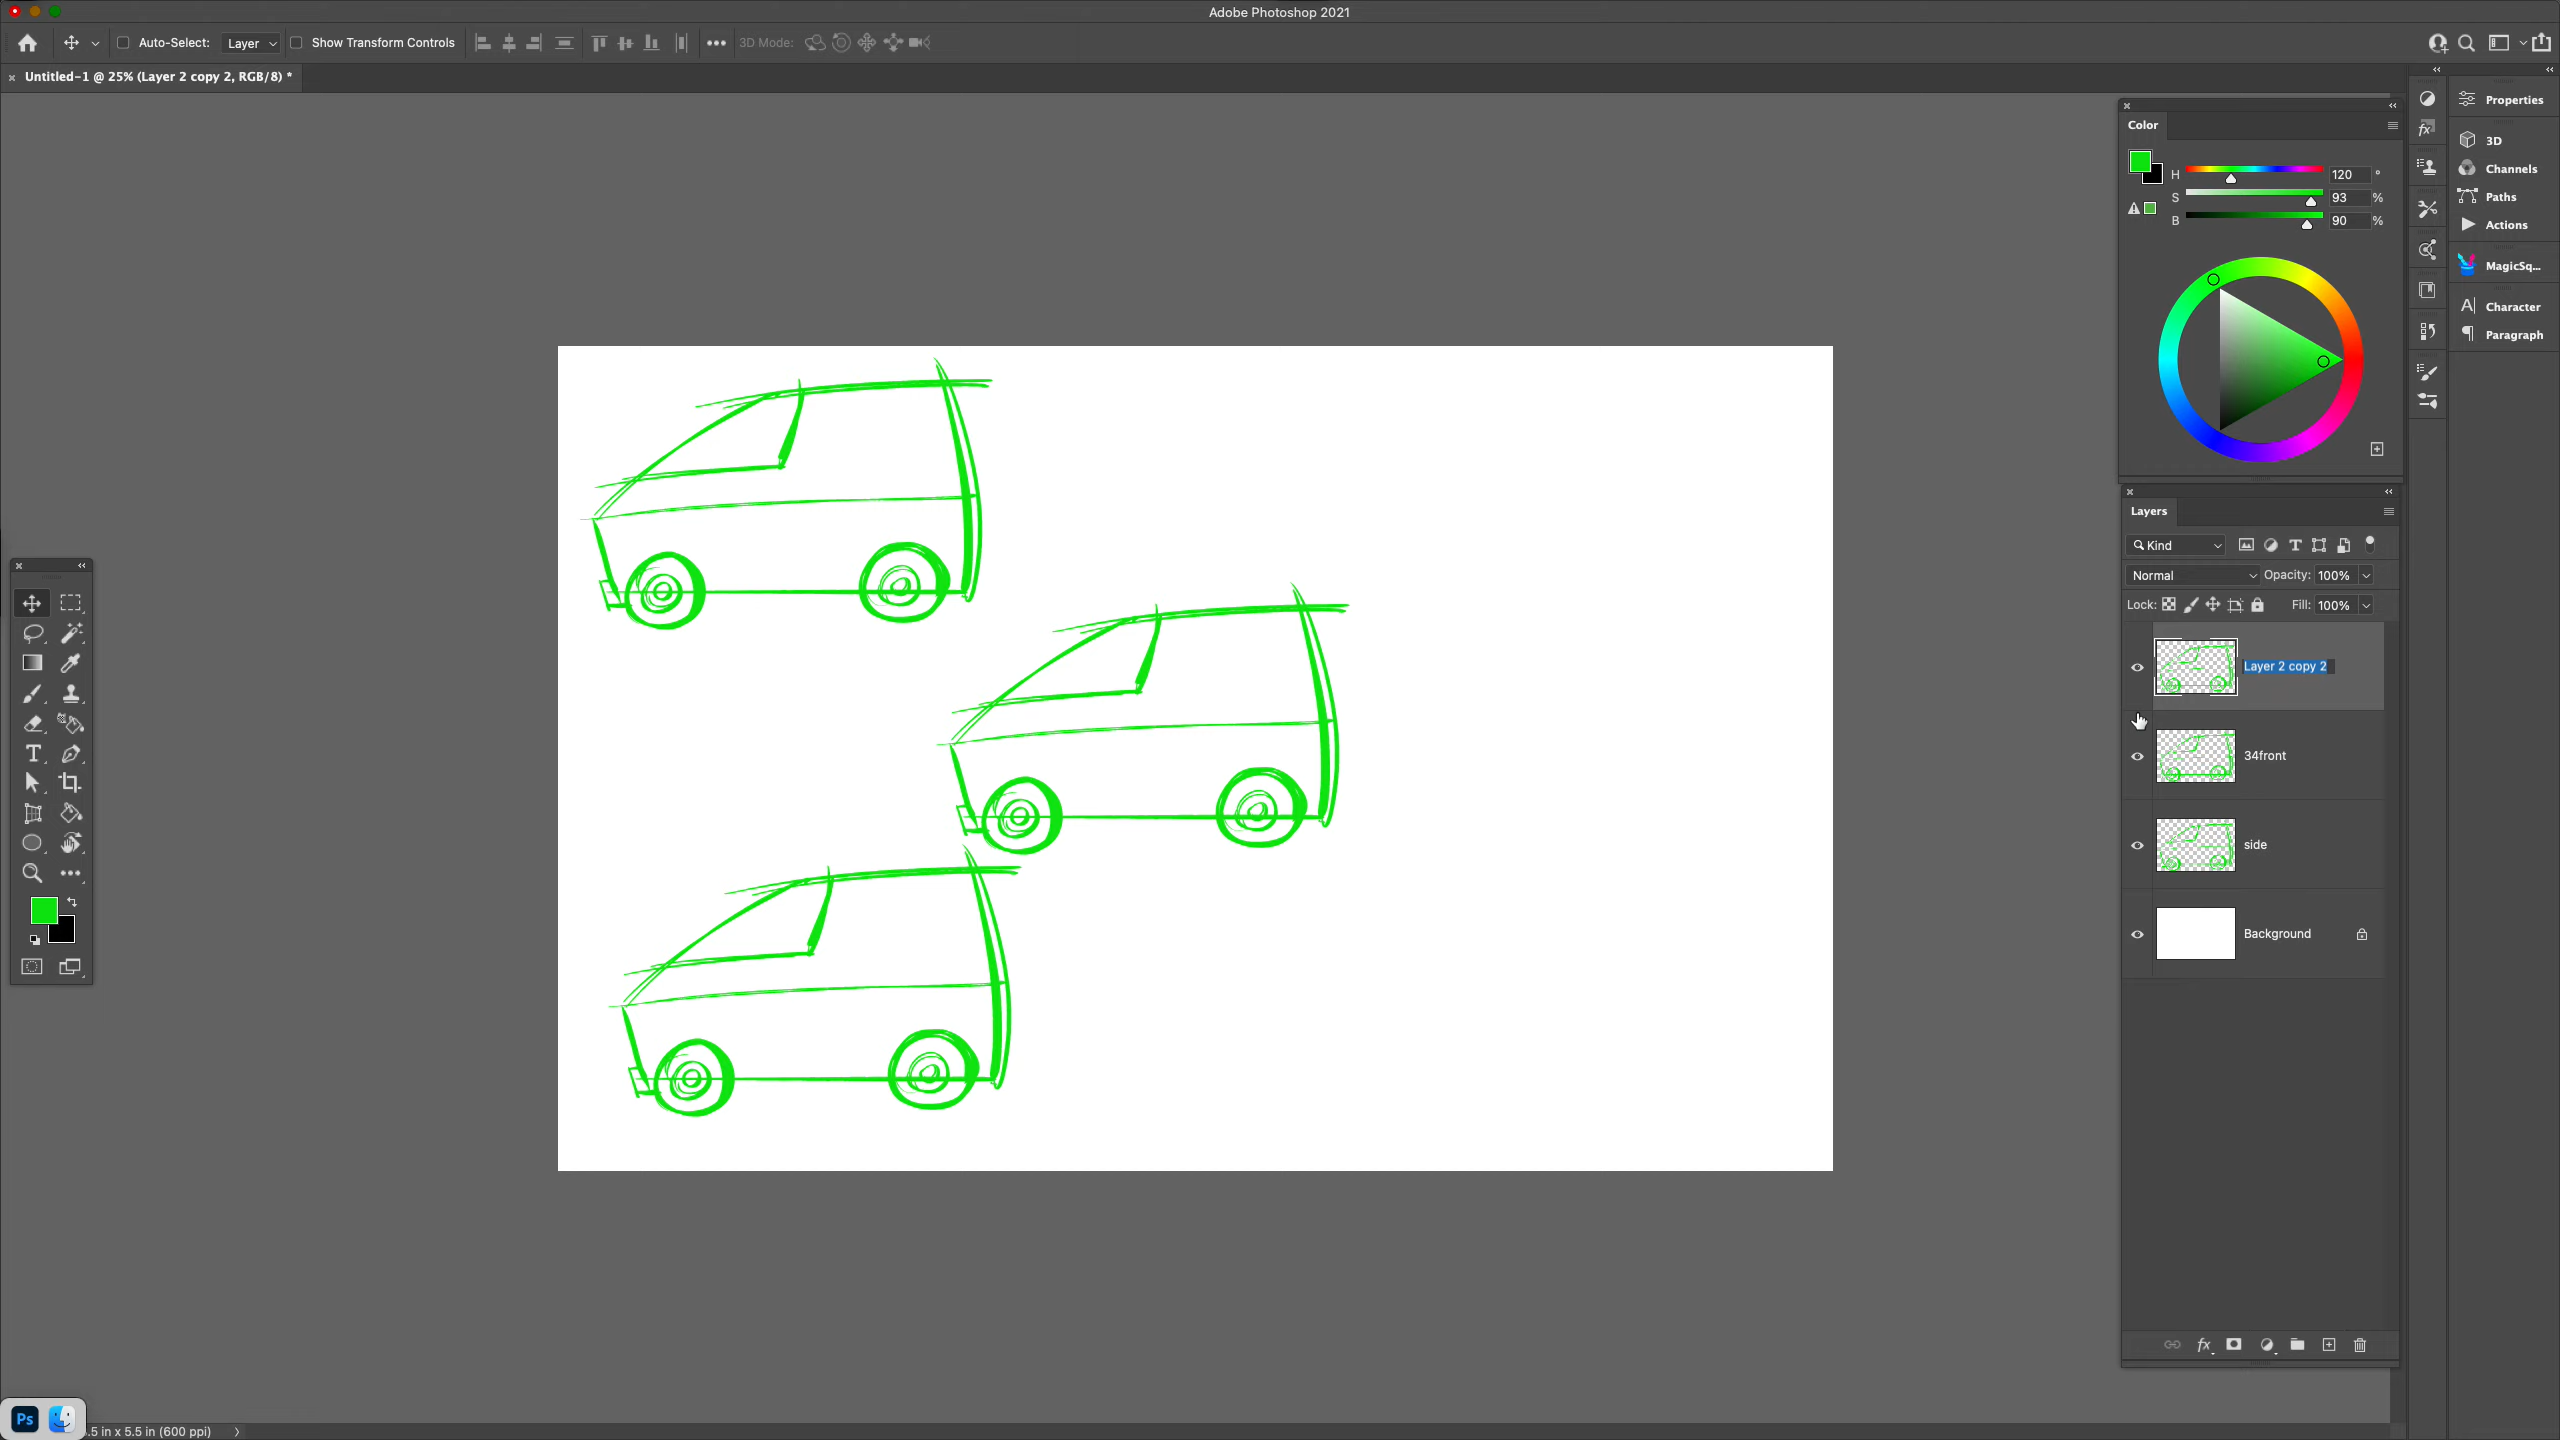 Adobe Photoshop 2021
Auto-Select: Layer Show Transform Controls 3D Mode:
Untitled-1 @ 25% (Layer 2 copy 2, RGB/8) *
Properties
3D
Channels
Paths
Actions
MagicSq...
Character
Paragraph
Color
H 120 °
S 93 %
B 90 %
Layers
Kind
Normal Opacity: 100%
Lock: Fill: 100%
Layer 2 copy 2
34front
side
Background
fx
Ps
.5 in x 5.5 in (600 ppi)